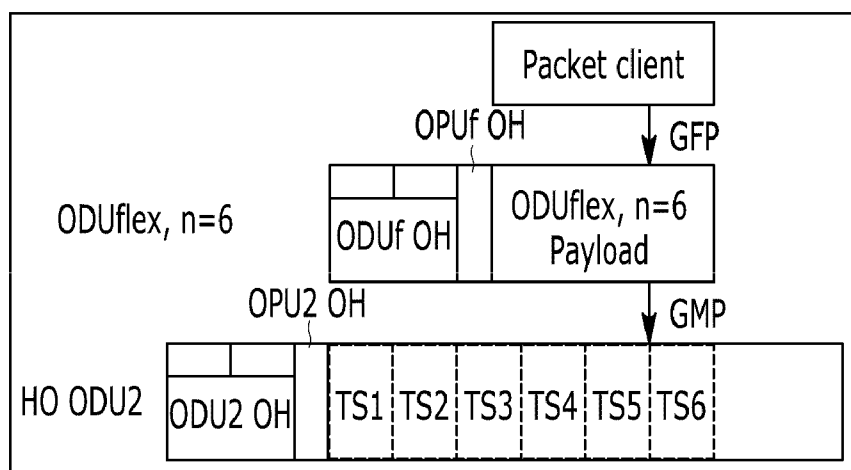 Packet client
OPUf OH
GFP
ODUflex, n=6
ODUf OH
ODUflex, n=6
Payload
OPU2 OH
GMP
HO ODU2
ODU2 OH
TS1 TS2 TS3 TS4 TS5 TS6